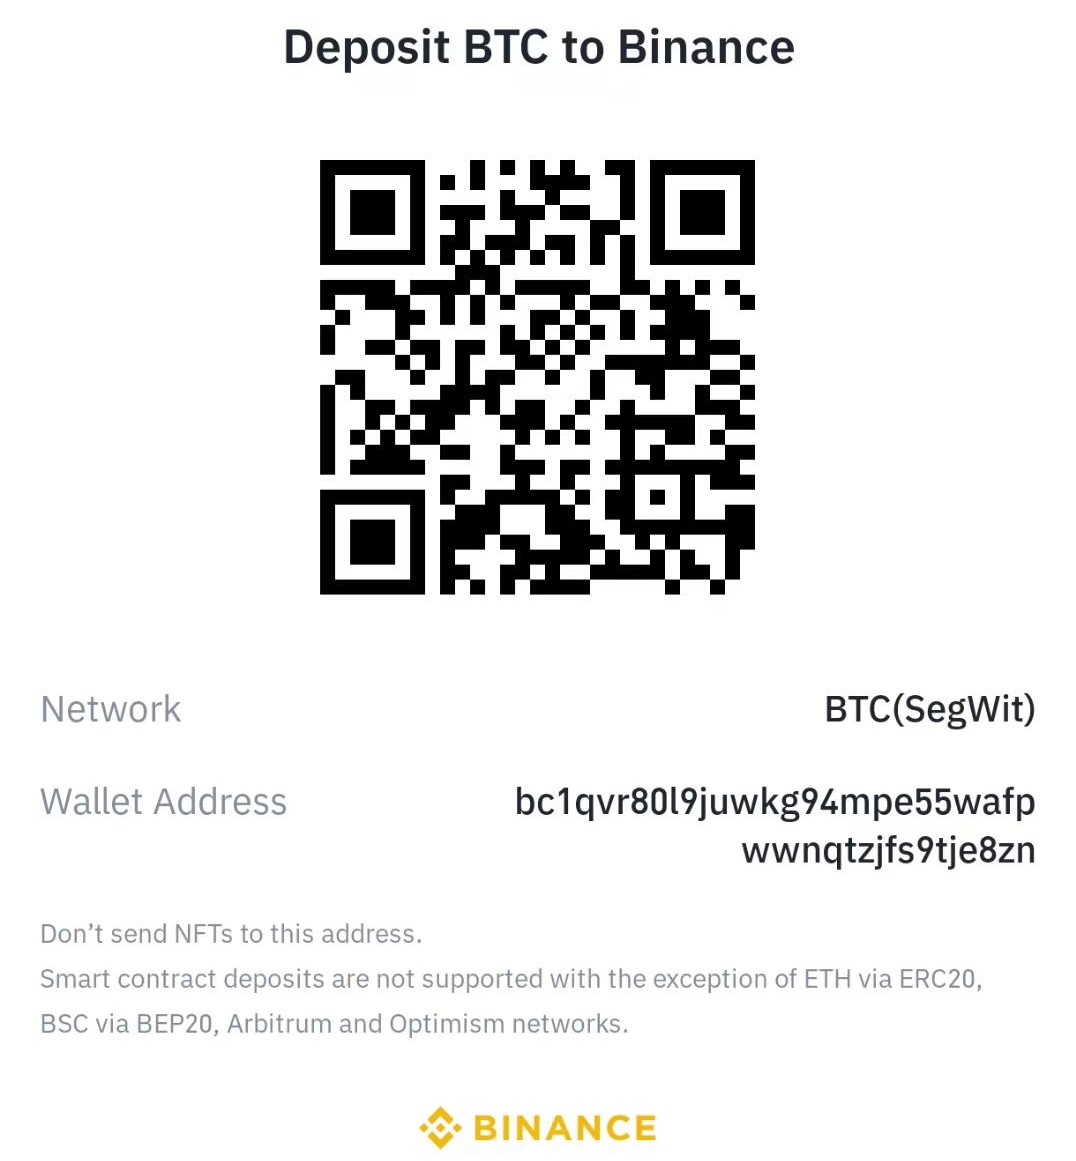 Deposit BTC to Binance
Network
BTC(SegWit)
Wallet Address
bc1qvr80l9juwkg94mpe55wafp
wwnqtzjfs9tje8zn
Don’t send NFTs to this address.
Smart contract deposits are not supported with the exception of ETH via ERC20,
BSC via BEP20, Arbitrum and Optimism networks.
BINANCE